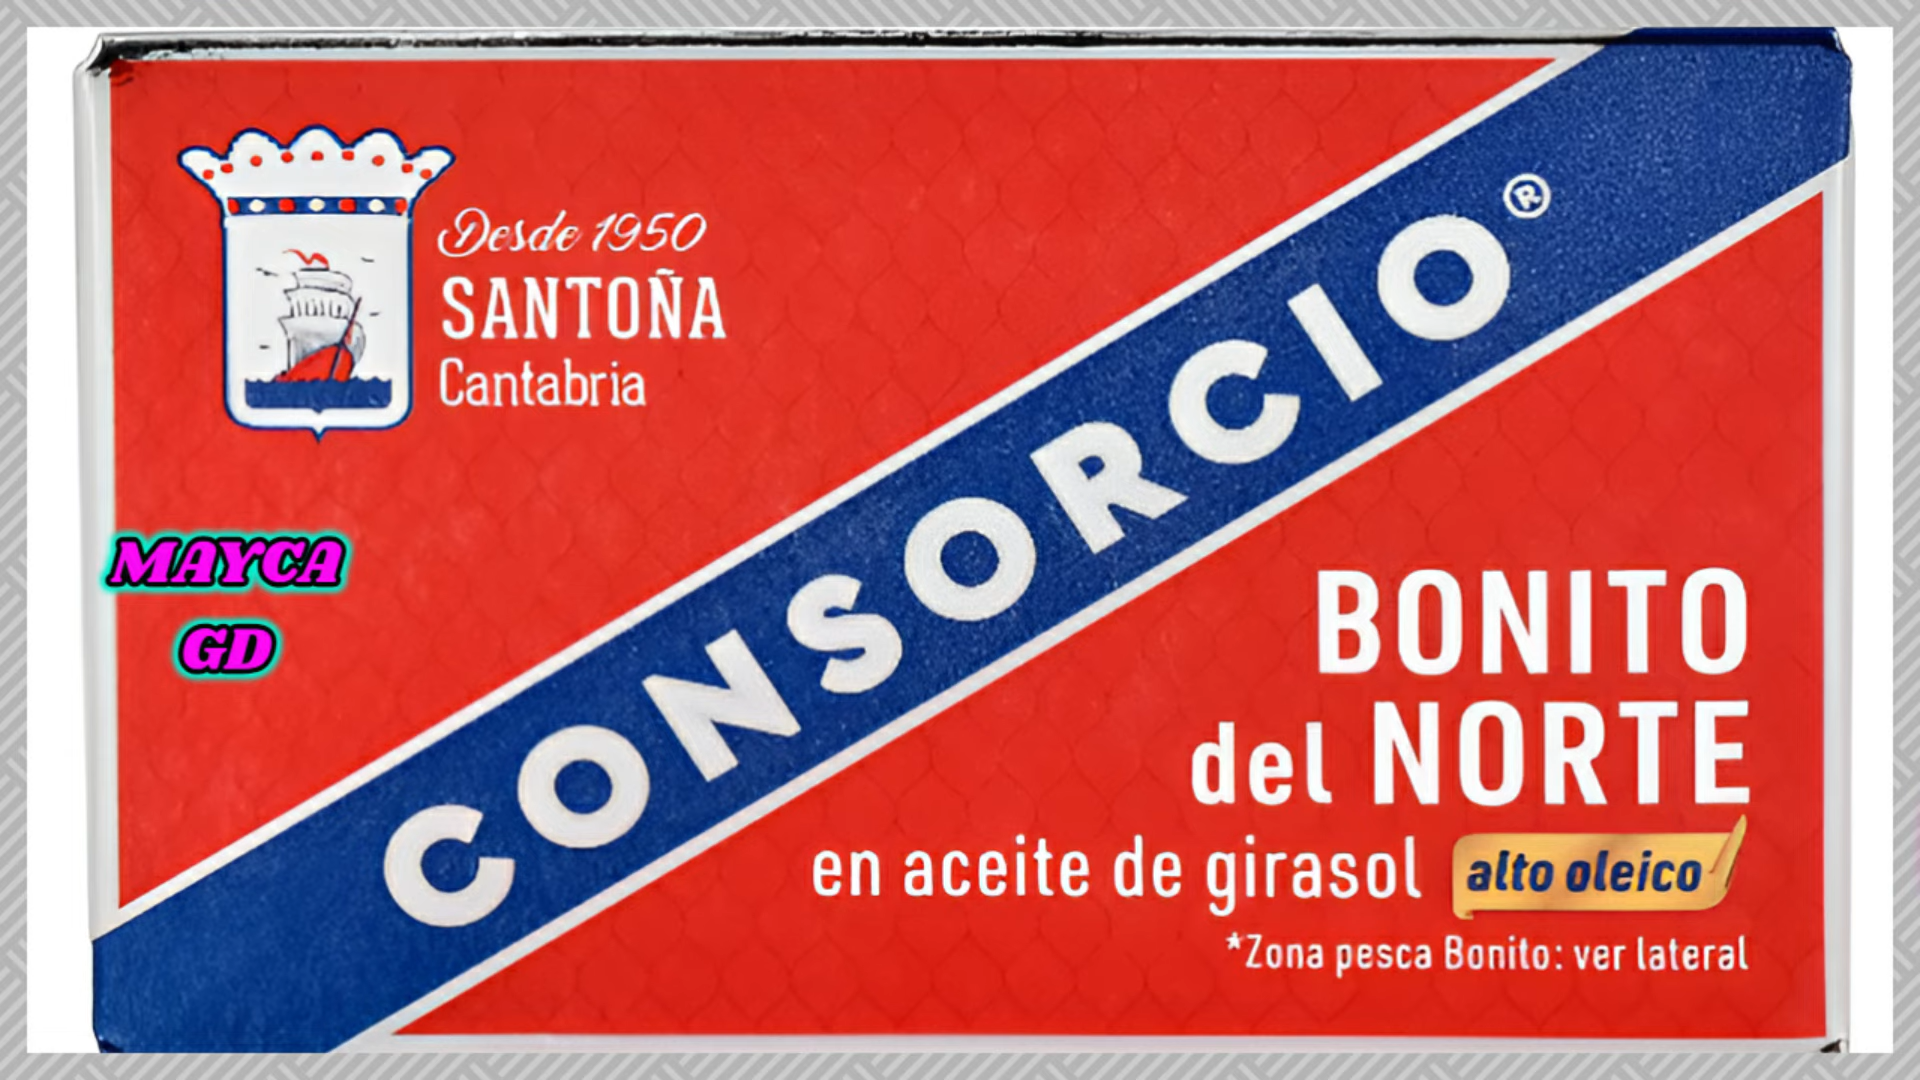 Desde 1950
SANTOÑA
Cantabria
CONSORCIO®
MAYCA
GD
BONITO
del NORTE
en aceite de girasol alto oleico
*Zona pesca Bonito: ver lateral